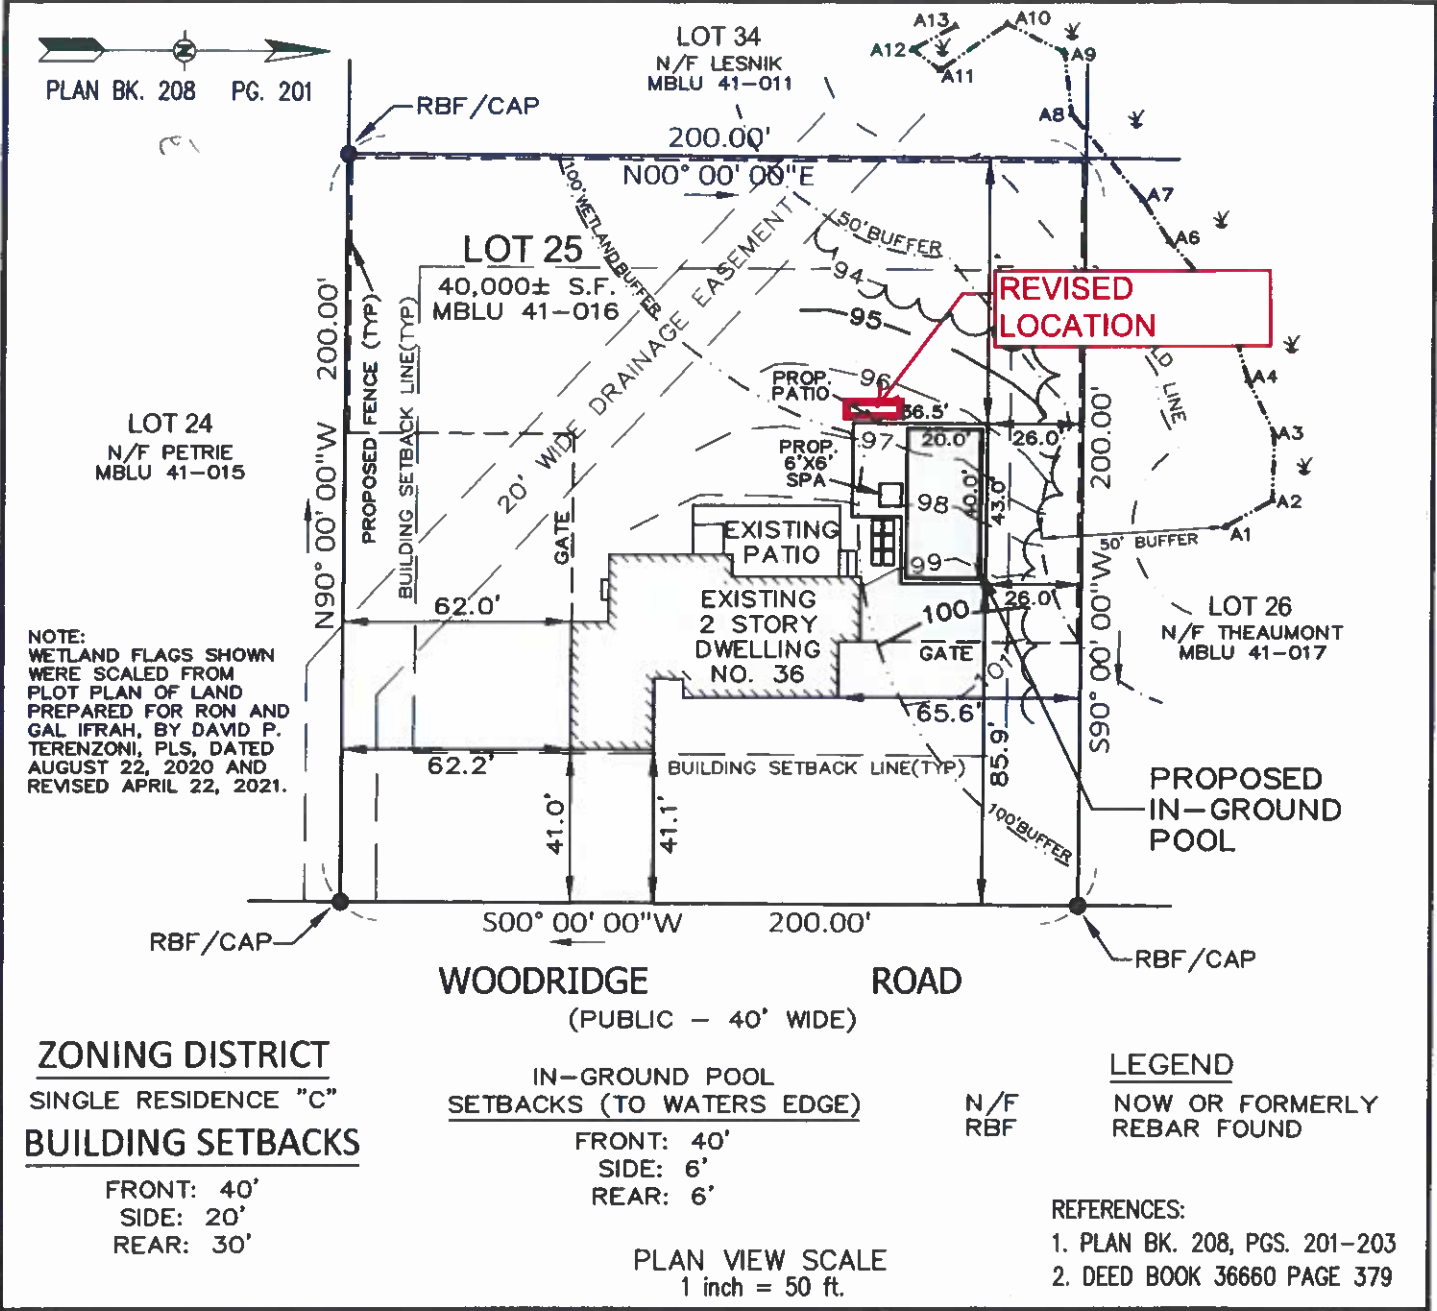 N
PLAN BK. 208 PG. 201
RBF/CAP
LOT 34
N/F LESNIK
MBLU 41-011
A13
A12
A11
A10
A9
A8
A7
A6
A4
A3
A2
A1
200.00'
N00° 00' 00"E
100' WETLAND BUFFER
50' BUFFER
LOT 25
40,000± S.F.
MBLU 41-016
20' WIDE DRAINAGE EASEMENT
94
95
96
97
98
99
100
101
REVISED
LOCATION
LINE
PROP.
PATIO
36.5'
20.0'
26.0'
PROP.
6'X6'
SPA
40.0'
43.0'
200.00'
N90° 00' 00"W
PROPOSED FENCE (TYP)
BUILDING SETBACK LINE(TYP)
GATE
LOT 24
N/F PETRIE
MBLU 41-015
EXISTING
PATIO
EXISTING
2 STORY
DWELLING
NO. 36
62.0'
62.2'
26.0'
GATE
65.6'
85.9'
200.00'
S90° 00' 00"W
50' BUFFER
LOT 26
N/F THEAUMONT
MBLU 41-017
NOTE:
WETLAND FLAGS SHOWN
WERE SCALED FROM
PLOT PLAN OF LAND
PREPARED FOR RON AND
GAL IFRAH, BY DAVID P.
TERENZONI, PLS, DATED
AUGUST 22, 2020 AND
REVISED APRIL 22, 2021.
BUILDING SETBACK LINE(TYP)
41.0'
41.1'
100' BUFFER
PROPOSED
IN-GROUND
POOL
RBF/CAP
S00° 00' 00"W 200.00'
RBF/CAP
WOODRIDGE ROAD
(PUBLIC - 40' WIDE)
ZONING DISTRICT
SINGLE RESIDENCE "C"
BUILDING SETBACKS
FRONT: 40'
SIDE: 20'
REAR: 30'
IN-GROUND POOL
SETBACKS (TO WATERS EDGE)
FRONT: 40'
SIDE: 6'
REAR: 6'
PLAN VIEW SCALE
1 inch = 50 ft.
LEGEND
N/F NOW OR FORMERLY
RBF REBAR FOUND
REFERENCES:
1. PLAN BK. 208, PGS. 201-203
2. DEED BOOK 36660 PAGE 379